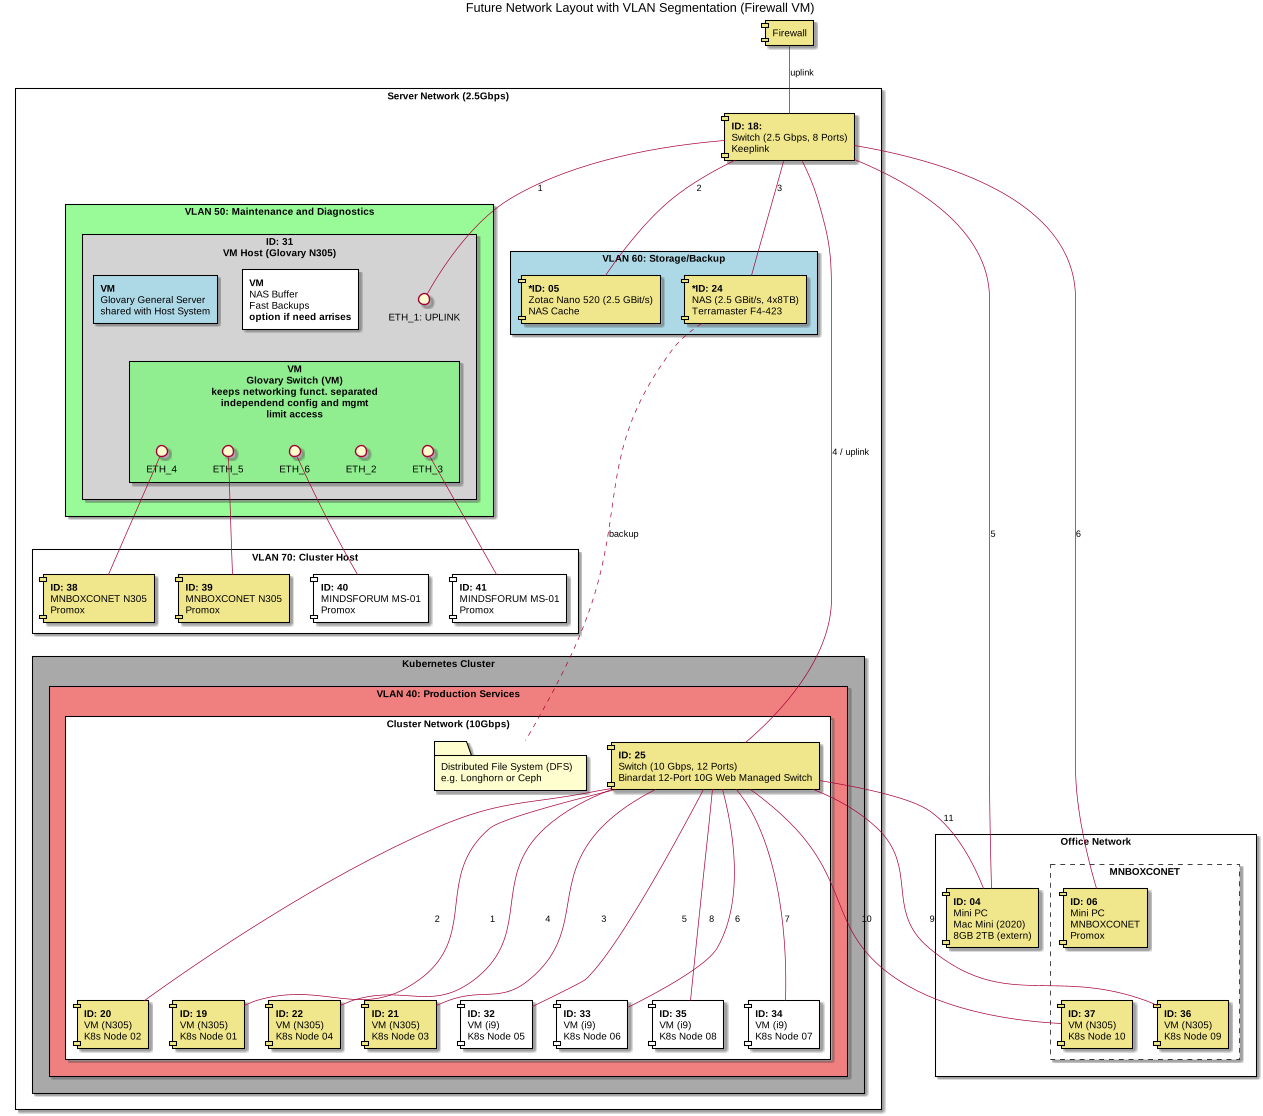 Future Network Layout with VLAN Segmentation (Firewall VM)
Firewall
uplink
Server Network (2.5Gbps)
ID: 18:
Switch (2.5 Gbps, 8 Ports)
Keeplink
1
2
3
VLAN 50: Maintenance and Diagnostics
ID: 31
VM Host (Glovary N305)
VM
Glovary General Server
shared with Host System
VM
NAS Buffer
Fast Backups
option if need arrises
ETH_1: UPLINK
VLAN 60: Storage/Backup
*ID: 05
Zotac Nano 520 (2.5 GBit/s)
NAS Cache
*ID: 24
NAS (2.5 GBit/s, 4x8TB)
Terramaster F4-423
VM
Glovary Switch (VM)
keeps networking funct. separated
independend config and mgmt
limit access
ETH_4
ETH_5
ETH_6
ETH_2
ETH_3
4 / uplink
backup
5
6
VLAN 70: Cluster Host
ID: 38
MNBOXCONET N305
Promox
ID: 39
MNBOXCONET N305
Promox
ID: 40
MINDSFORUM MS-01
Promox
ID: 41
MINDSFORUM MS-01
Promox
Kubernetes Cluster
VLAN 40: Production Services
Cluster Network (10Gbps)
Distributed File System (DFS)
e.g. Longhorn or Ceph
ID: 25
Switch (10 Gbps, 12 Ports)
Binardat 12-Port 10G Web Managed Switch
11
2
1
4
3
5
8
6
7
10
9
Office Network
MNBOXCONET
ID: 04
Mini PC
Mac Mini (2020)
8GB 2TB (extern)
ID: 06
Mini PC
MNBOXCONET
Promox
ID: 20
VM (N305)
K8s Node 02
ID: 19
VM (N305)
K8s Node 01
ID: 22
VM (N305)
K8s Node 04
ID: 21
VM (N305)
K8s Node 03
ID: 32
VM (i9)
K8s Node 05
ID: 33
VM (i9)
K8s Node 06
ID: 35
VM (i9)
K8s Node 08
ID: 34
VM (i9)
K8s Node 07
ID: 37
VM (N305)
K8s Node 10
ID: 36
VM (N305)
K8s Node 09